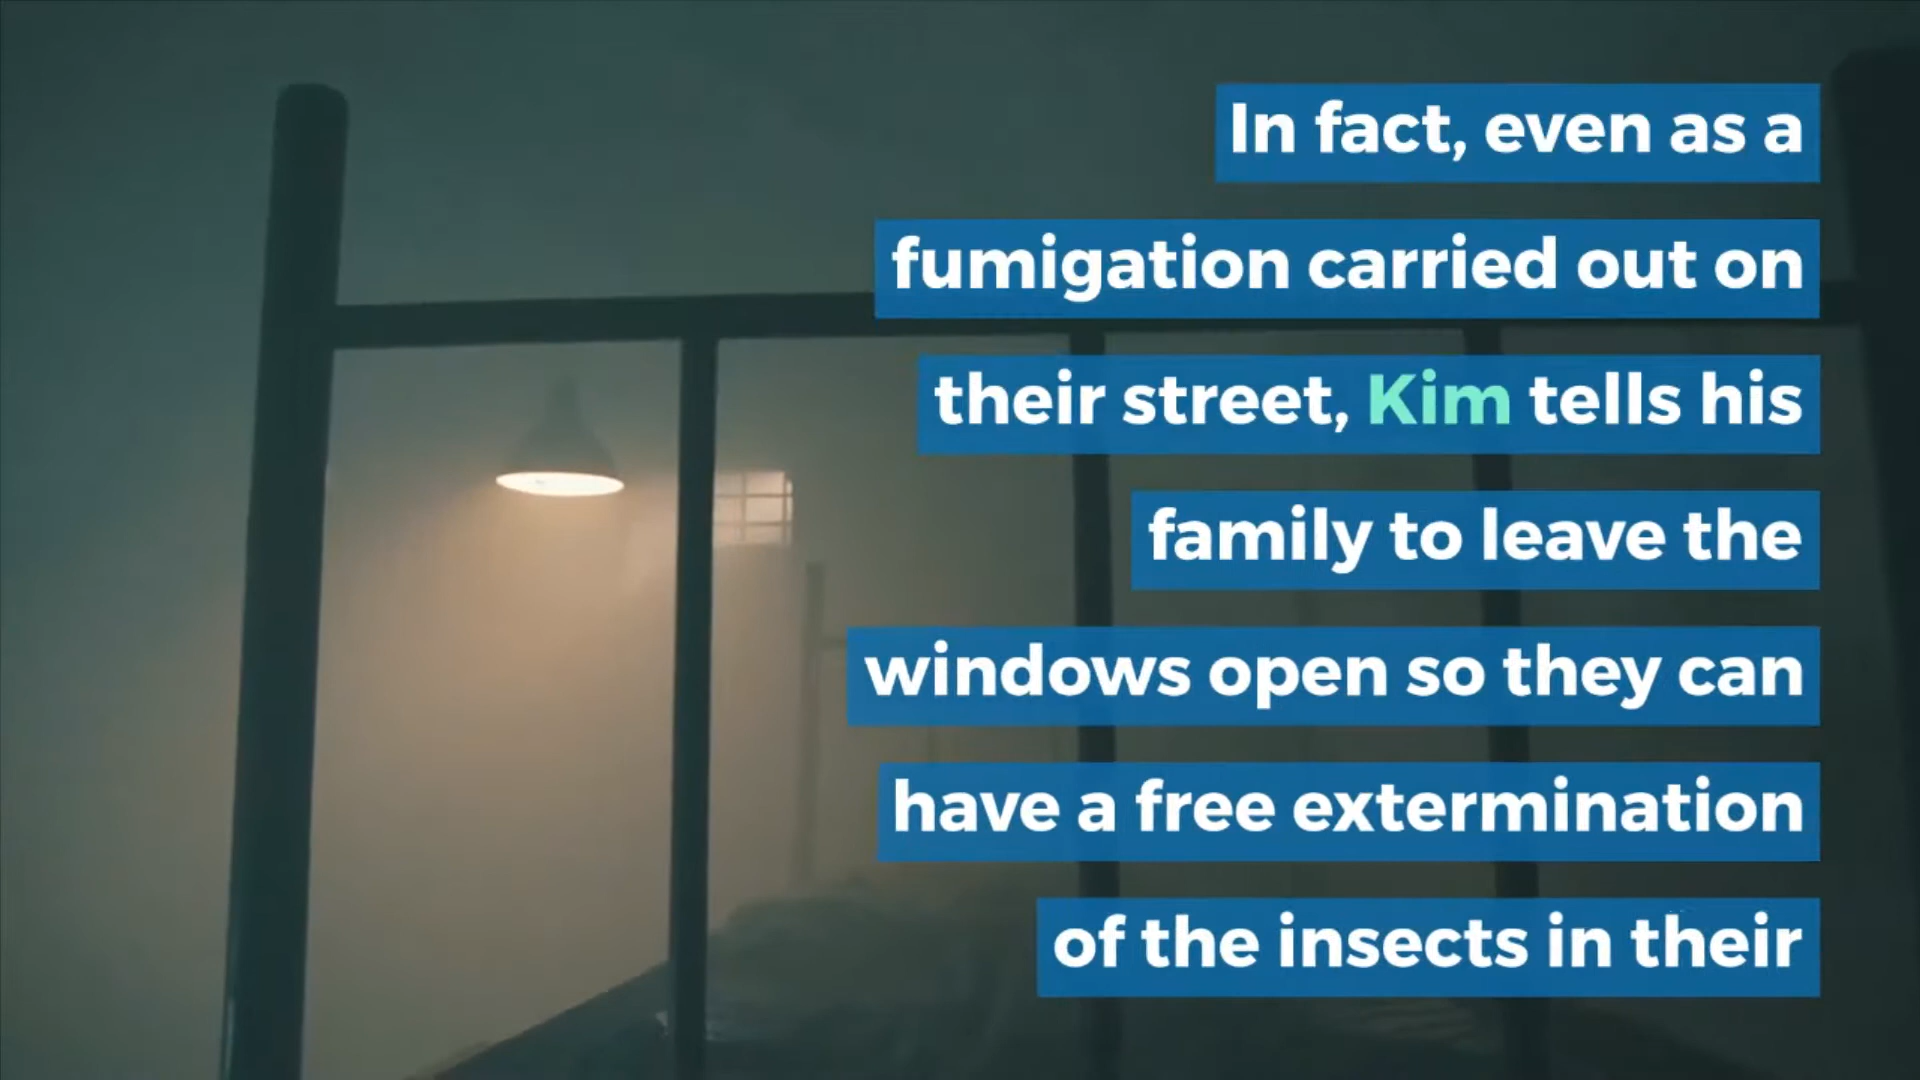 In fact, even as a
fumigation carried out on
their street, Kim tells his
family to leave the
windows open so they can
have a free extermination
of the insects in their